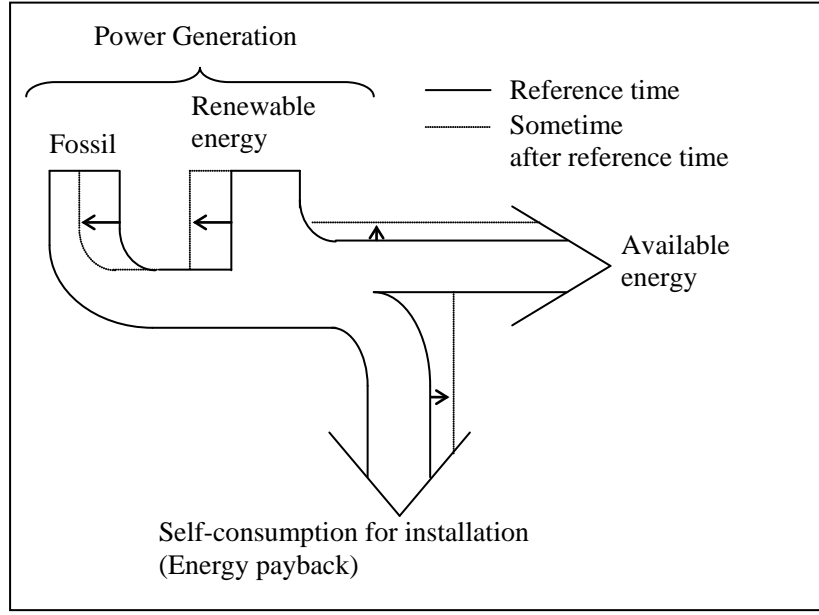 Power Generation
Renewable
energy
Fossil
Reference time
Sometime
after reference time
Available
energy
Self-consumption for installation
(Energy payback)